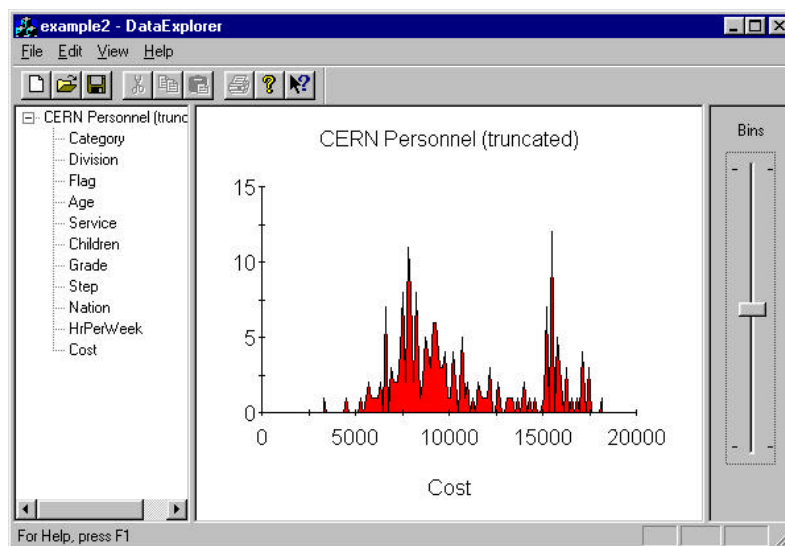 example2 - DataExplorer
File Edit View Help
CERN Personnel (trunc
Category
Division
Flag
Age
Service
Children
Grade
Step
Nation
HrPerWeek
Cost
CERN Personnel (truncated)
15
10
5
0
0 5000 10000 15000 20000
Cost
Bins
For Help, press F1